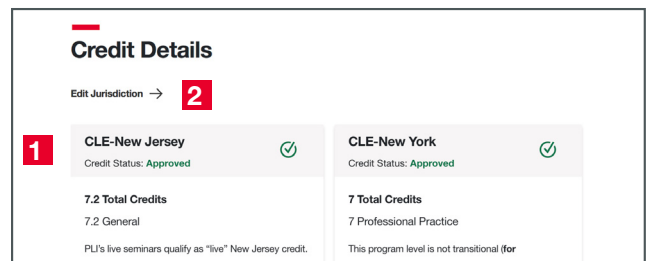 Credit Details
Edit Jurisdiction →
2
1
CLE-New Jersey
Credit Status: Approved
7.2 Total Credits
7.2 General
PLI's live seminars qualify as “live” New Jersey credit.
CLE-New York
Credit Status: Approved
7 Total Credits
7 Professional Practice
This program level is not transitional (for